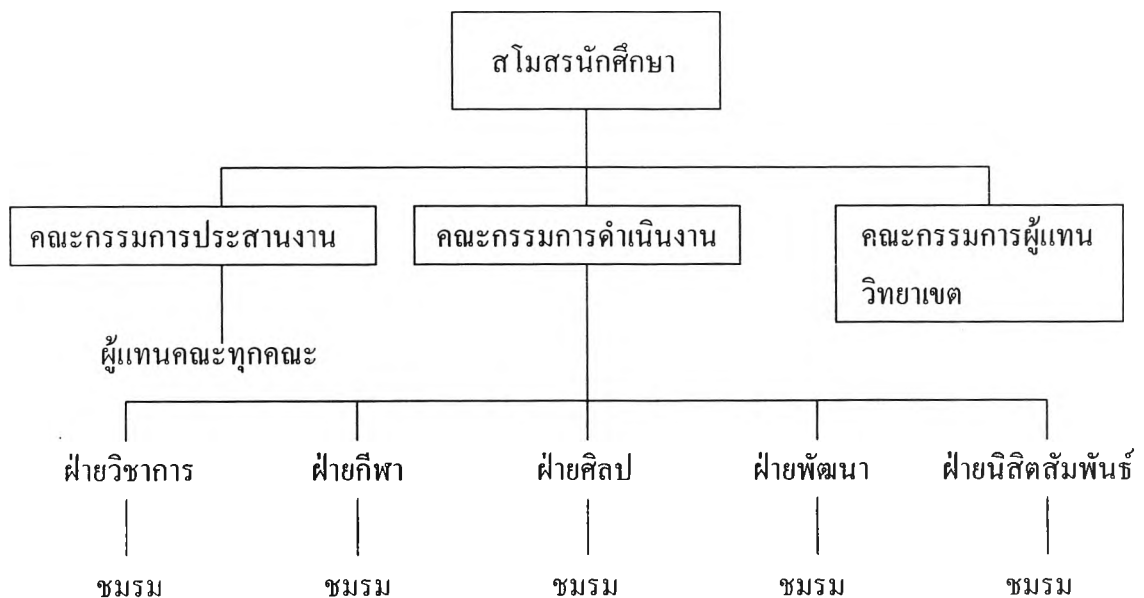 สโมสรนักศึกษา
คณะกรรมการประสานงาน
คณะกรรมการดำเนินงาน
คณะกรรมการผู้แทน
วิทยาเขต
ผู้แทนคณะทุกคณะ
ฝ่ายวิชาการ
ฝ่ายกีฬา
ฝ่ายศิลป
ฝ่ายพัฒนา
ฝ่ายนิสิตสัมพันธ์
ชมรม
ชมรม
ชมรม
ชมรม
ชมรม